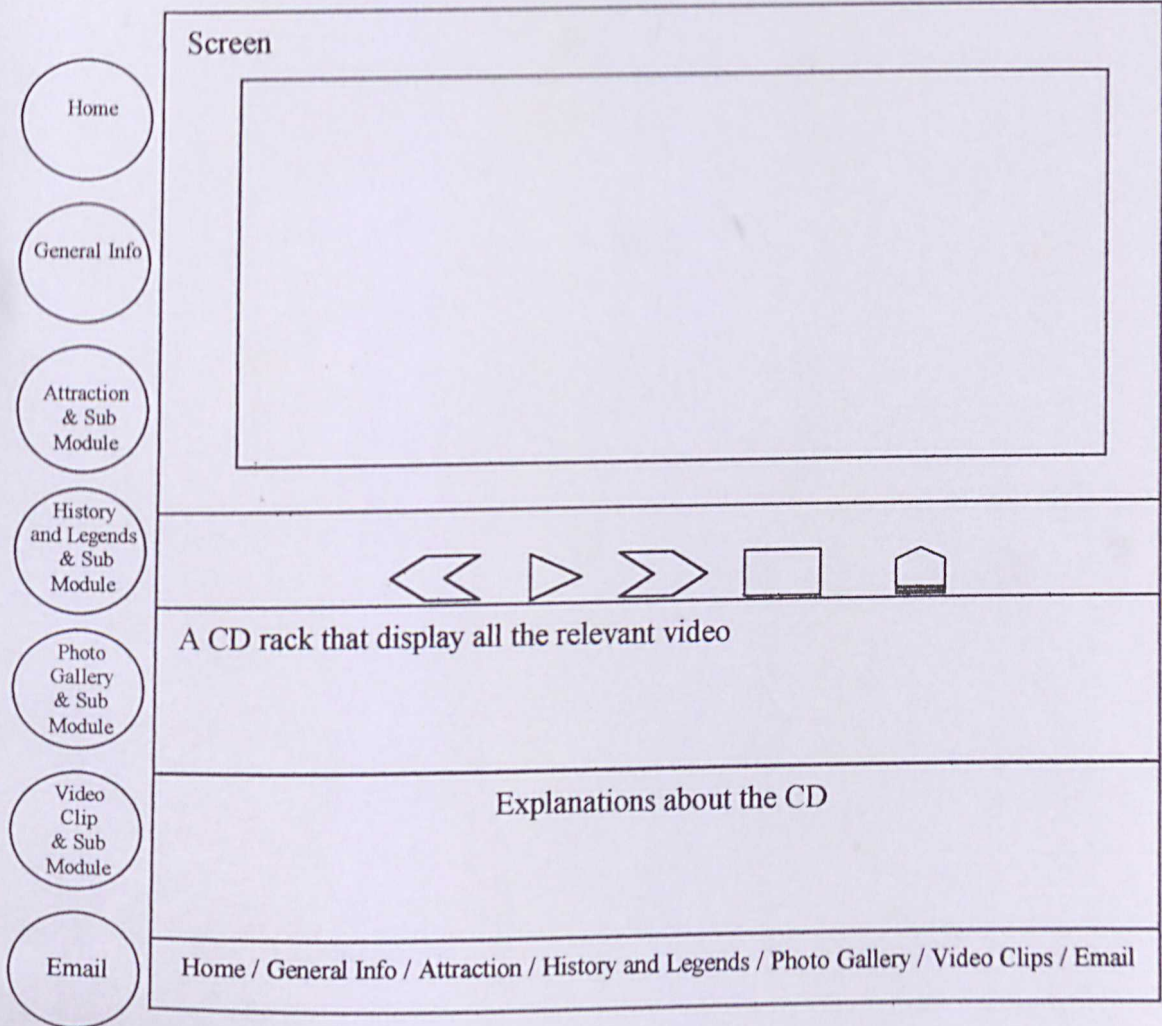 Screen
Home
General Info
Attraction
& Sub
Module
History
and Legends
& Sub
Module
Photo
Gallery
& Sub
Module
Video
Clip
& Sub
Module
Email
A CD rack that display all the relevant video
Explanations about the CD
Home / General Info / Attraction / History and Legends / Photo Gallery / Video Clips / Email